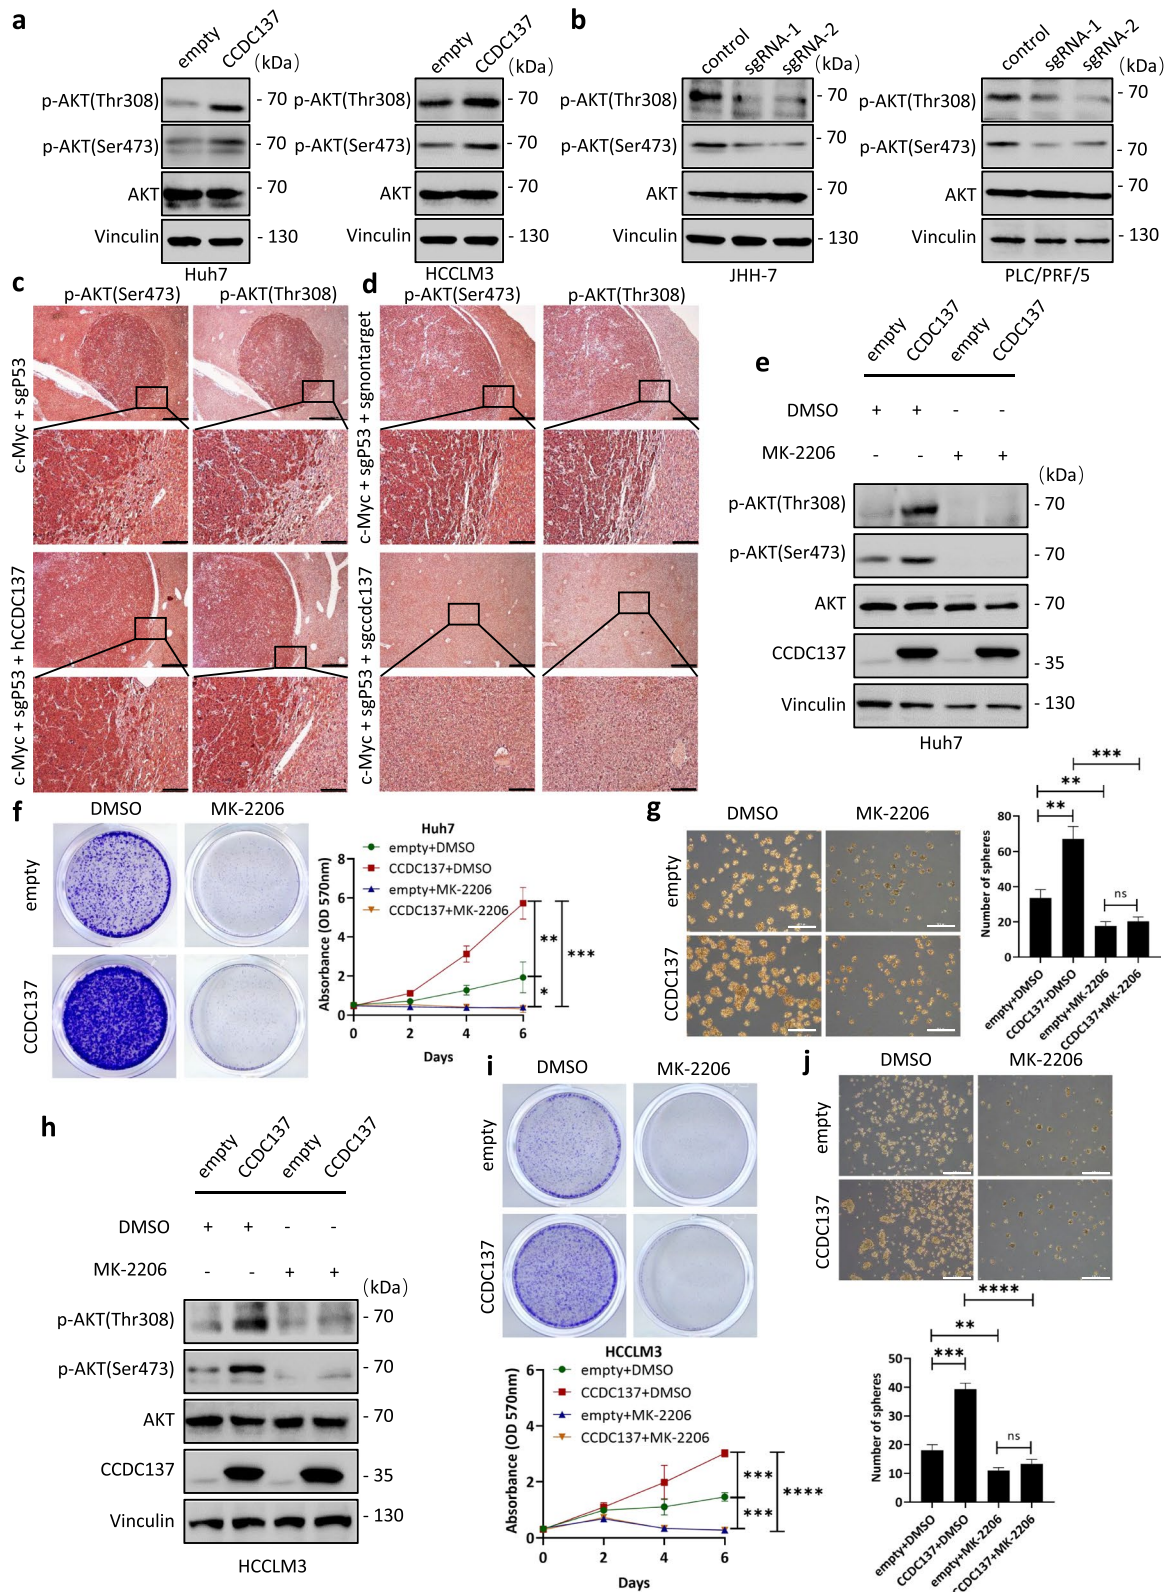 a
empty
CCDC137
(kDa)
p-AKT(Thr308)
- 70
p-AKT(Ser473)
- 70
AKT
- 70
Vinculin
- 130
Huh7
empty
CCDC137
(kDa)
p-AKT(Thr308)
- 70
p-AKT(Ser473)
- 70
AKT
- 70
Vinculin
- 130
HCCLM3
b
control
sgRNA-1
sgRNA-2
(kDa)
p-AKT(Thr308)
- 70
p-AKT(Ser473)
- 70
AKT
- 70
Vinculin
- 130
JHH-7
control
sgRNA-1
sgRNA-2
(kDa)
p-AKT(Thr308)
- 70
p-AKT(Ser473)
- 70
AKT
- 70
Vinculin
- 130
PLC/PRF/5
c
p-AKT(Ser473)
p-AKT(Thr308)
c-Myc + sgP53
c-Myc + sgP53 + hCCDC137
d
p-AKT(Ser473)
p-AKT(Thr308)
c-Myc + sgP53 + sgnontarget
c-Myc + sgP53 + sgccdc137
e
empty
CCDC137
empty
CCDC137
DMSO
+ + - -
MK-2206
- - + +
(kDa)
p-AKT(Thr308)
- 70
p-AKT(Ser473)
- 70
AKT
- 70
CCDC137
- 35
Vinculin
- 130
Huh7
f
DMSO
MK-2206
empty
CCDC137
Huh7
empty+DMSO
CCDC137+DMSO
empty+MK-2206
CCDC137+MK-2206
Absorbance (OD 570nm)
8
6
4
2
0
0 2 4 6
Days
**
*
***
g
DMSO
MK-2206
empty
CCDC137
***
**
**
ns
Number of spheres
80
60
40
20
0
empty+DMSO
CCDC137+DMSO
empty+MK-2206
CCDC137+MK-2206
h
empty
CCDC137
empty
CCDC137
DMSO
+ + - -
MK-2206
- - + +
(kDa)
p-AKT(Thr308)
- 70
p-AKT(Ser473)
- 70
AKT
- 70
CCDC137
- 35
Vinculin
- 130
HCCLM3
i
DMSO
MK-2206
empty
CCDC137
HCCLM3
empty+DMSO
CCDC137+DMSO
empty+MK-2206
CCDC137+MK-2206
Absorbance (OD 570nm)
6
4
2
0
0 2 4 6
Days
***
***
****
j
DMSO
MK-2206
empty
CCDC137
****
**
***
ns
Number of spheres
50
40
30
20
10
0
empty+DMSO
CCDC137+DMSO
empty+MK-2206
CCDC137+MK-2206